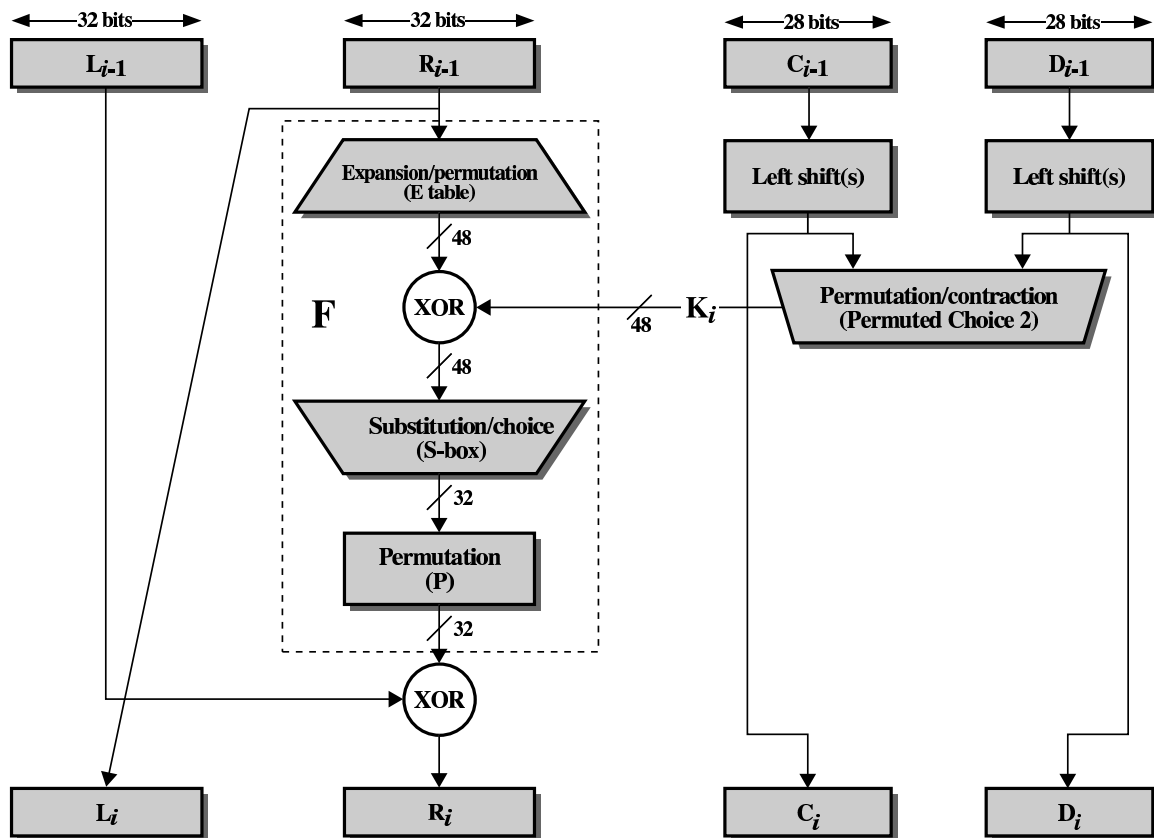 32 bits
32 bits
28 bits
28 bits
Li-1
Ri-1
Ci-1
Di-1
Expansion/permutation
(E table)
Left shift(s)
Left shift(s)
48
F
XOR
48
Ki
Permutation/contraction
(Permuted Choice 2)
48
Substitution/choice
(S-box)
32
Permutation
(P)
32
XOR
Li
Ri
Ci
Di